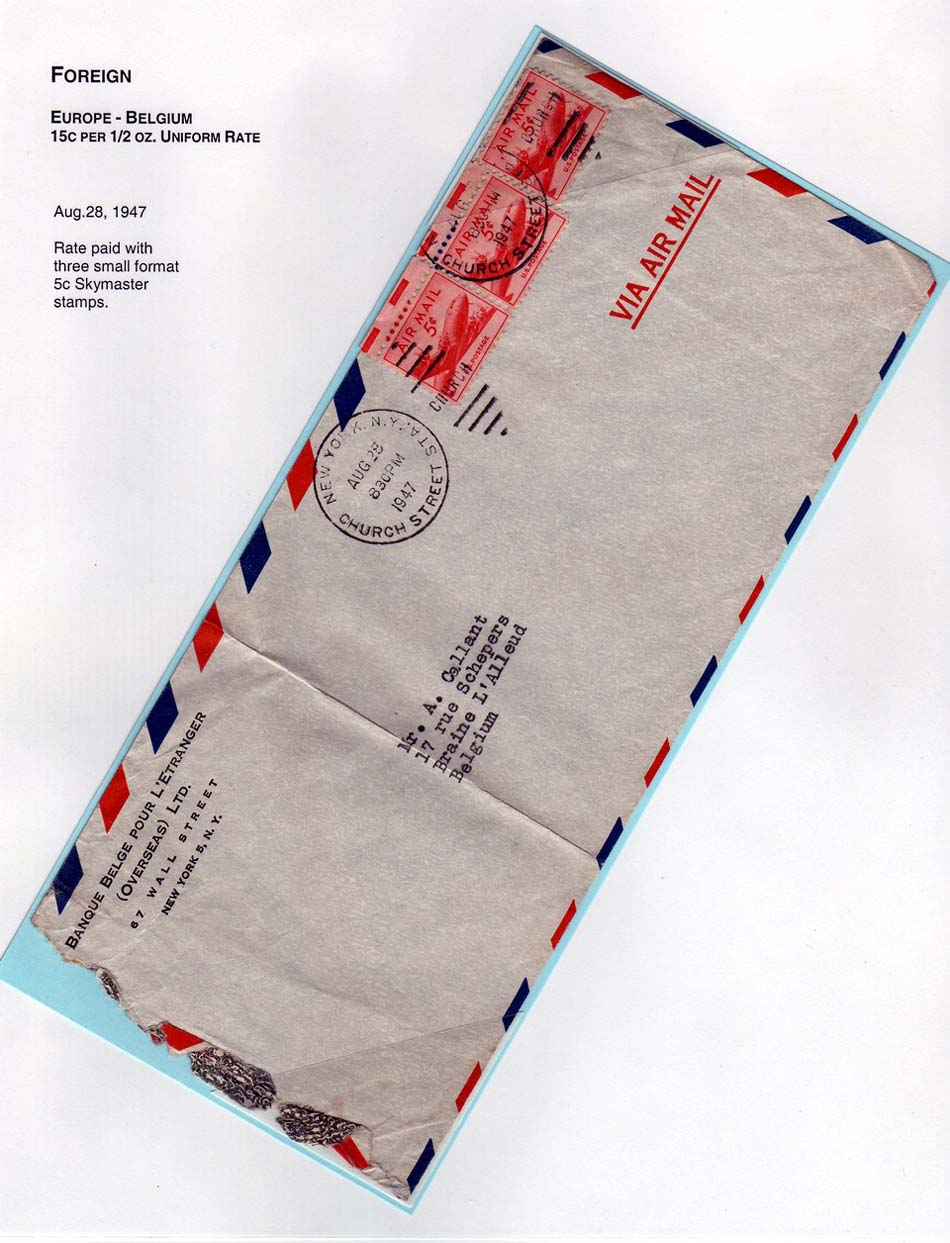 FOREIGN
EUROPE - BELGIUM
15C PER 1/2 OZ. UNIFORM RATE
Aug.28, 1947
Rate paid with
three small format
5c Skymaster
stamps.
AIR MAIL
5¢
U.S. POSTAGE
CHURCH
AIR MAIL
5¢
U.S. POSTAGE
1947
CHURCH STREET
AIR MAIL
5¢
U.S. POSTAGE
CHURCH
VIA AIR MAIL
NEW YORK, N.Y.
AUG 28
830PM
1947
CHURCH STREET STA.
BANQUE BELGE POUR L'ETRANGER
(OVERSEAS) LTD.
67 WALL STREET
NEW YORK 5, N. Y.
Mr. A. Callant
17 rue Schepers
Braine L'Alleud
Belgium